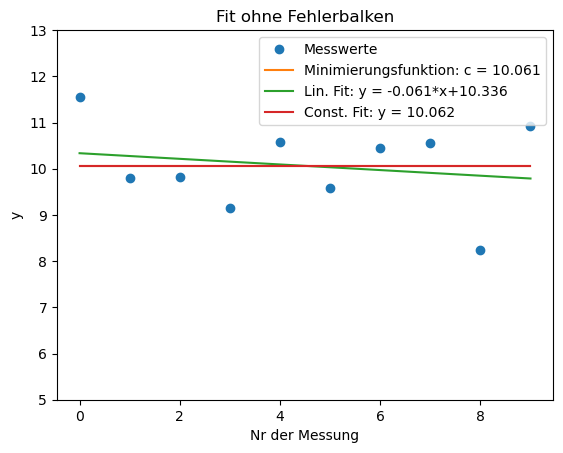 Fit ohne Fehlerbalken
Messwerte
Minimierungsfunktion: c = 10.061
Lin. Fit: y = -0.061*x+10.336
Const. Fit: y = 10.062
13
12
11
10
9
8
7
6
5
y
0 2 4 6 8
Nr der Messung